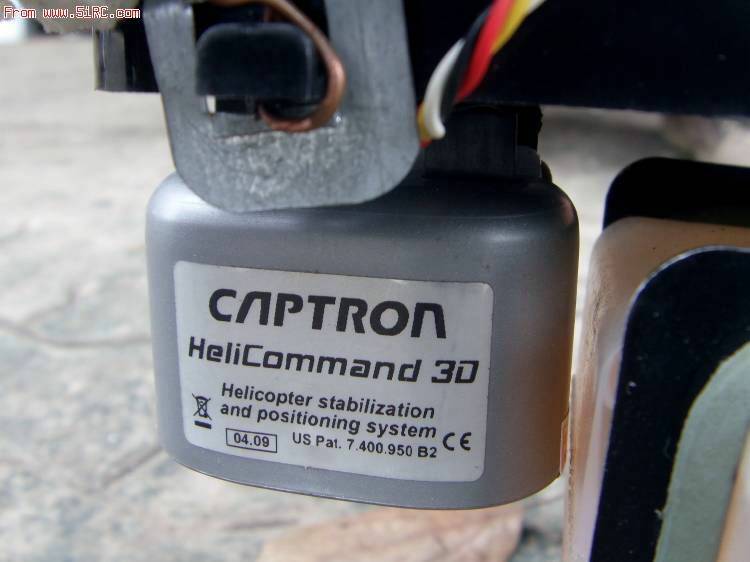 From www.5iRC.com
CAPTRON
HeliCommand 3D
Helicopter stabilization
and positioning system
04.09 US Pat. 7.400.950 B2 CE